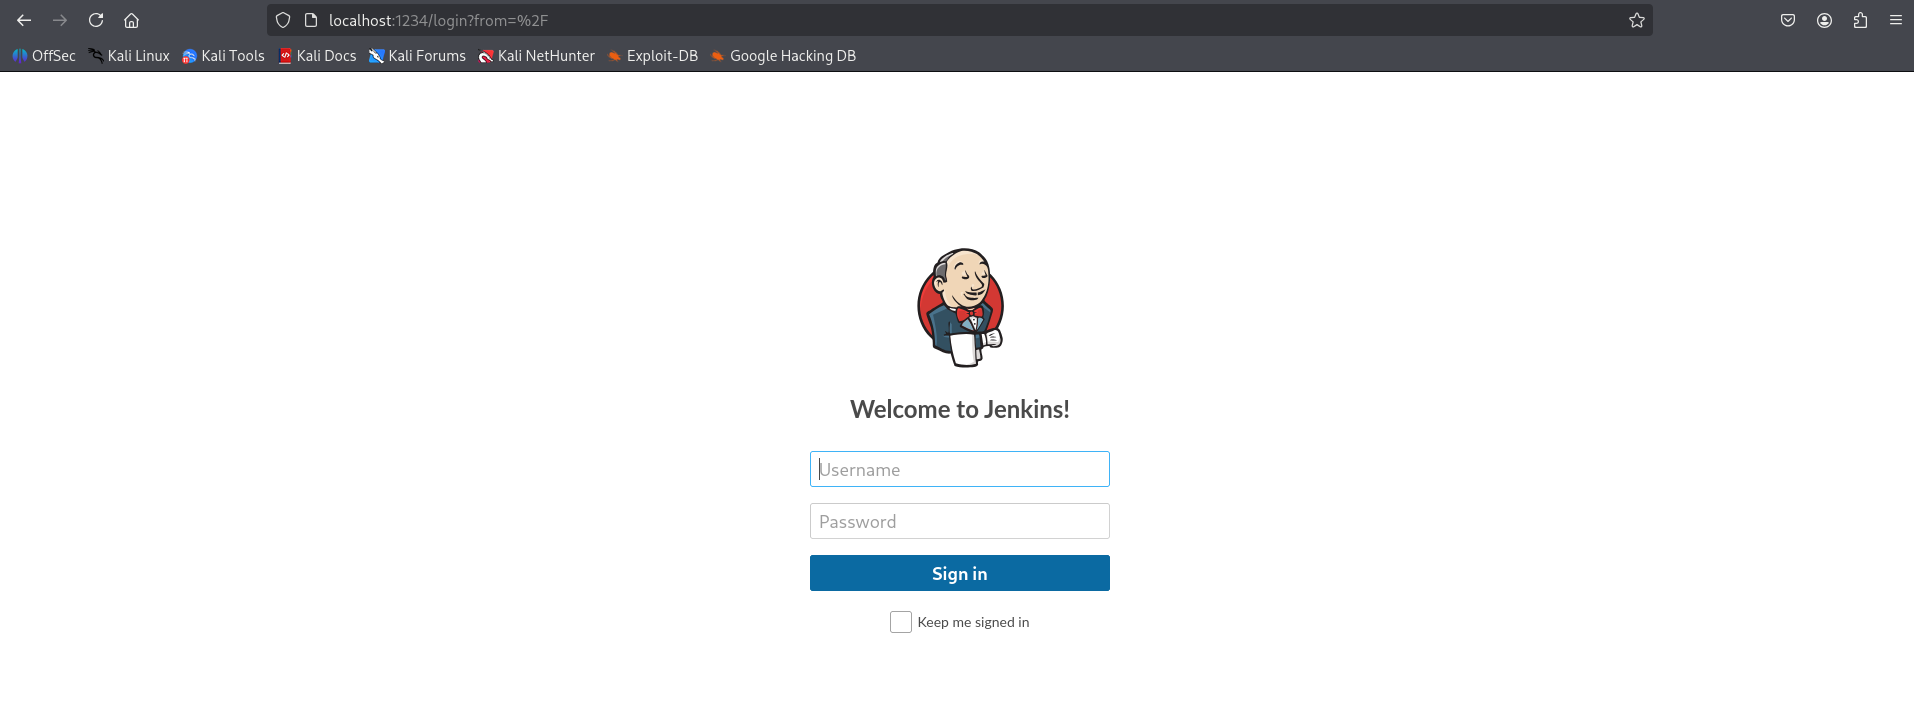 localhost:1234/login?from=%2F
OffSec Kali Linux Kali Tools Kali Docs Kali Forums Kali NetHunter Exploit-DB Google Hacking DB
Welcome to Jenkins!
Username
Password
Sign in
Keep me signed in